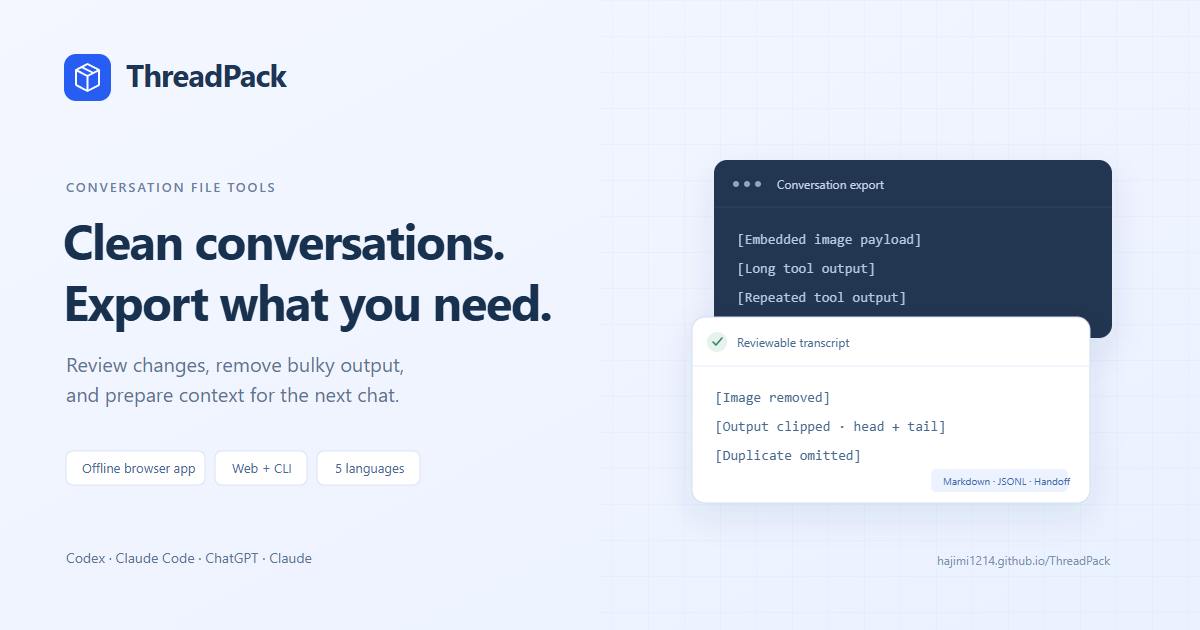 ThreadPack
CONVERSATION FILE TOOLS
Clean conversations.
Export what you need.
Review changes, remove bulky output,
and prepare context for the next chat.
Offline browser app
Web + CLI
5 languages
Codex · Claude Code · ChatGPT · Claude
Conversation export
[Embedded image payload]
[Long tool output]
[Repeated tool output]
Reviewable transcript
[Image removed]
[Output clipped · head + tail]
[Duplicate omitted]
Markdown · JSONL · Handoff
hajimi1214.github.io/ThreadPack